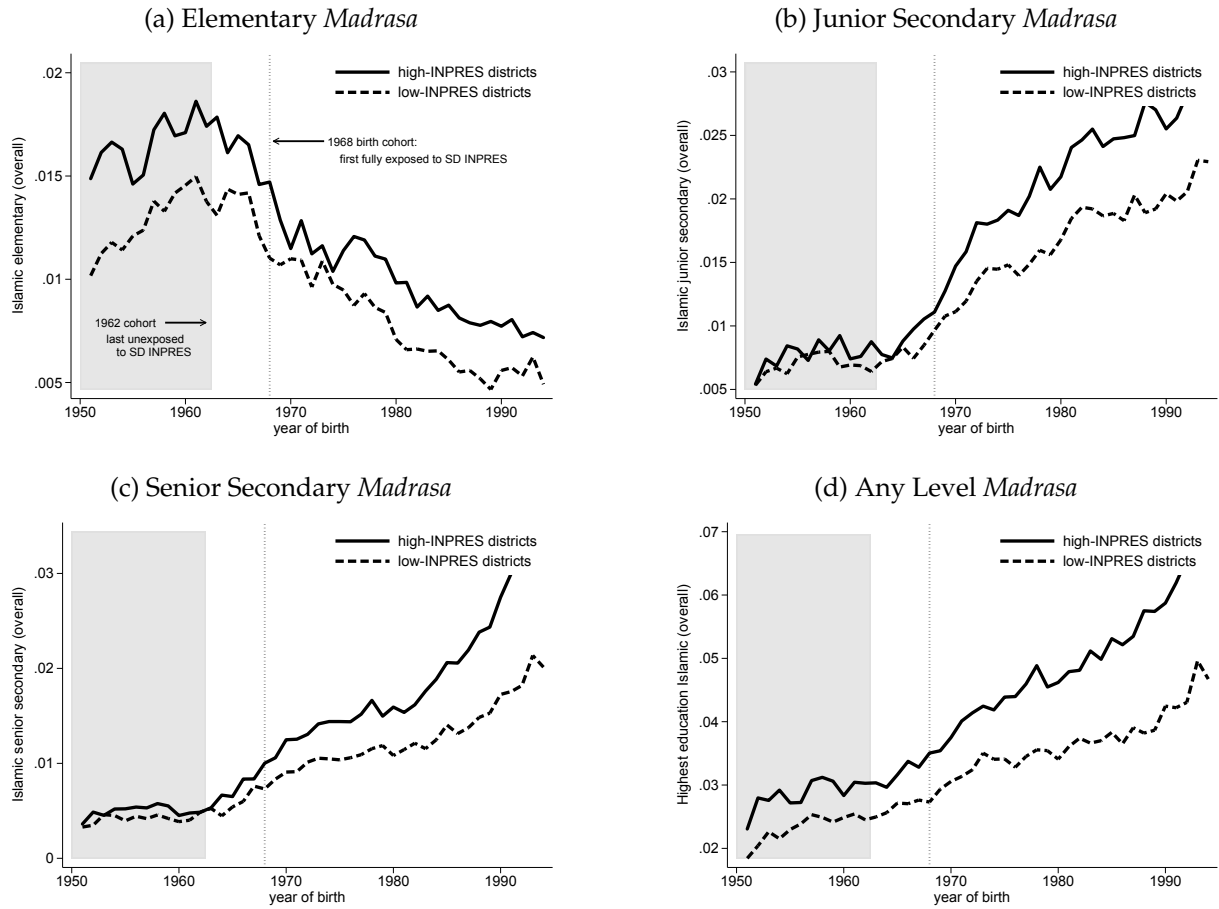 (a) Elementary Madrasa
high-INPRES districts
low-INPRES districts
1968 birth cohort:
first fully exposed to SD INPRES
1962 cohort
last unexposed
to SD INPRES
Islamic elementary (overall)
.02
.015
.01
.005
1950 1960 1970 1980 1990
year of birth
(b) Junior Secondary Madrasa
high-INPRES districts
low-INPRES districts
Islamic junior secondary (overall)
.03
.025
.02
.015
.01
.005
1950 1960 1970 1980 1990
year of birth
(c) Senior Secondary Madrasa
high-INPRES districts
low-INPRES districts
Islamic senior secondary (overall)
.03
.02
.01
0
1950 1960 1970 1980 1990
year of birth
(d) Any Level Madrasa
high-INPRES districts
low-INPRES districts
Highest education Islamic (overall)
.07
.06
.05
.04
.03
.02
1950 1960 1970 1980 1990
year of birth